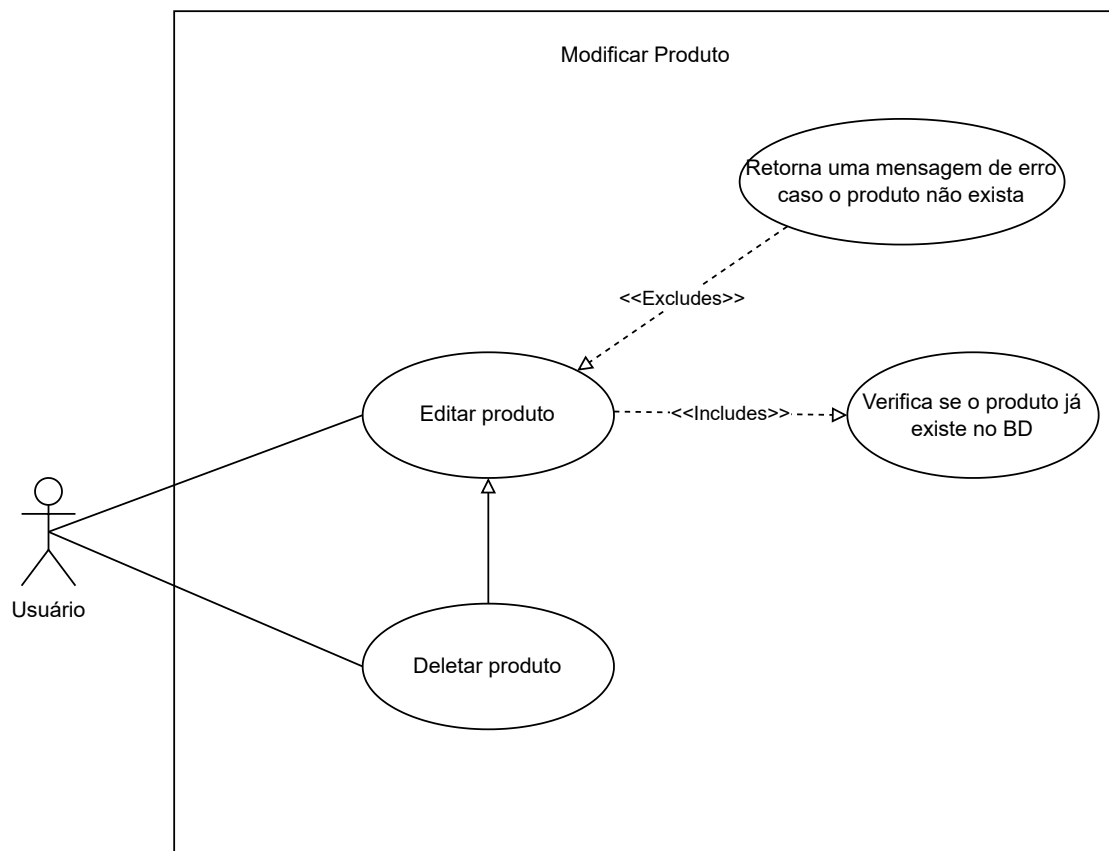 Modificar Produto
Retorna uma mensagem de erro
caso o produto não exista
<<Excludes>>
Editar produto
<<Includes>>
Verifica se o produto já
existe no BD
Usuário
Deletar produto